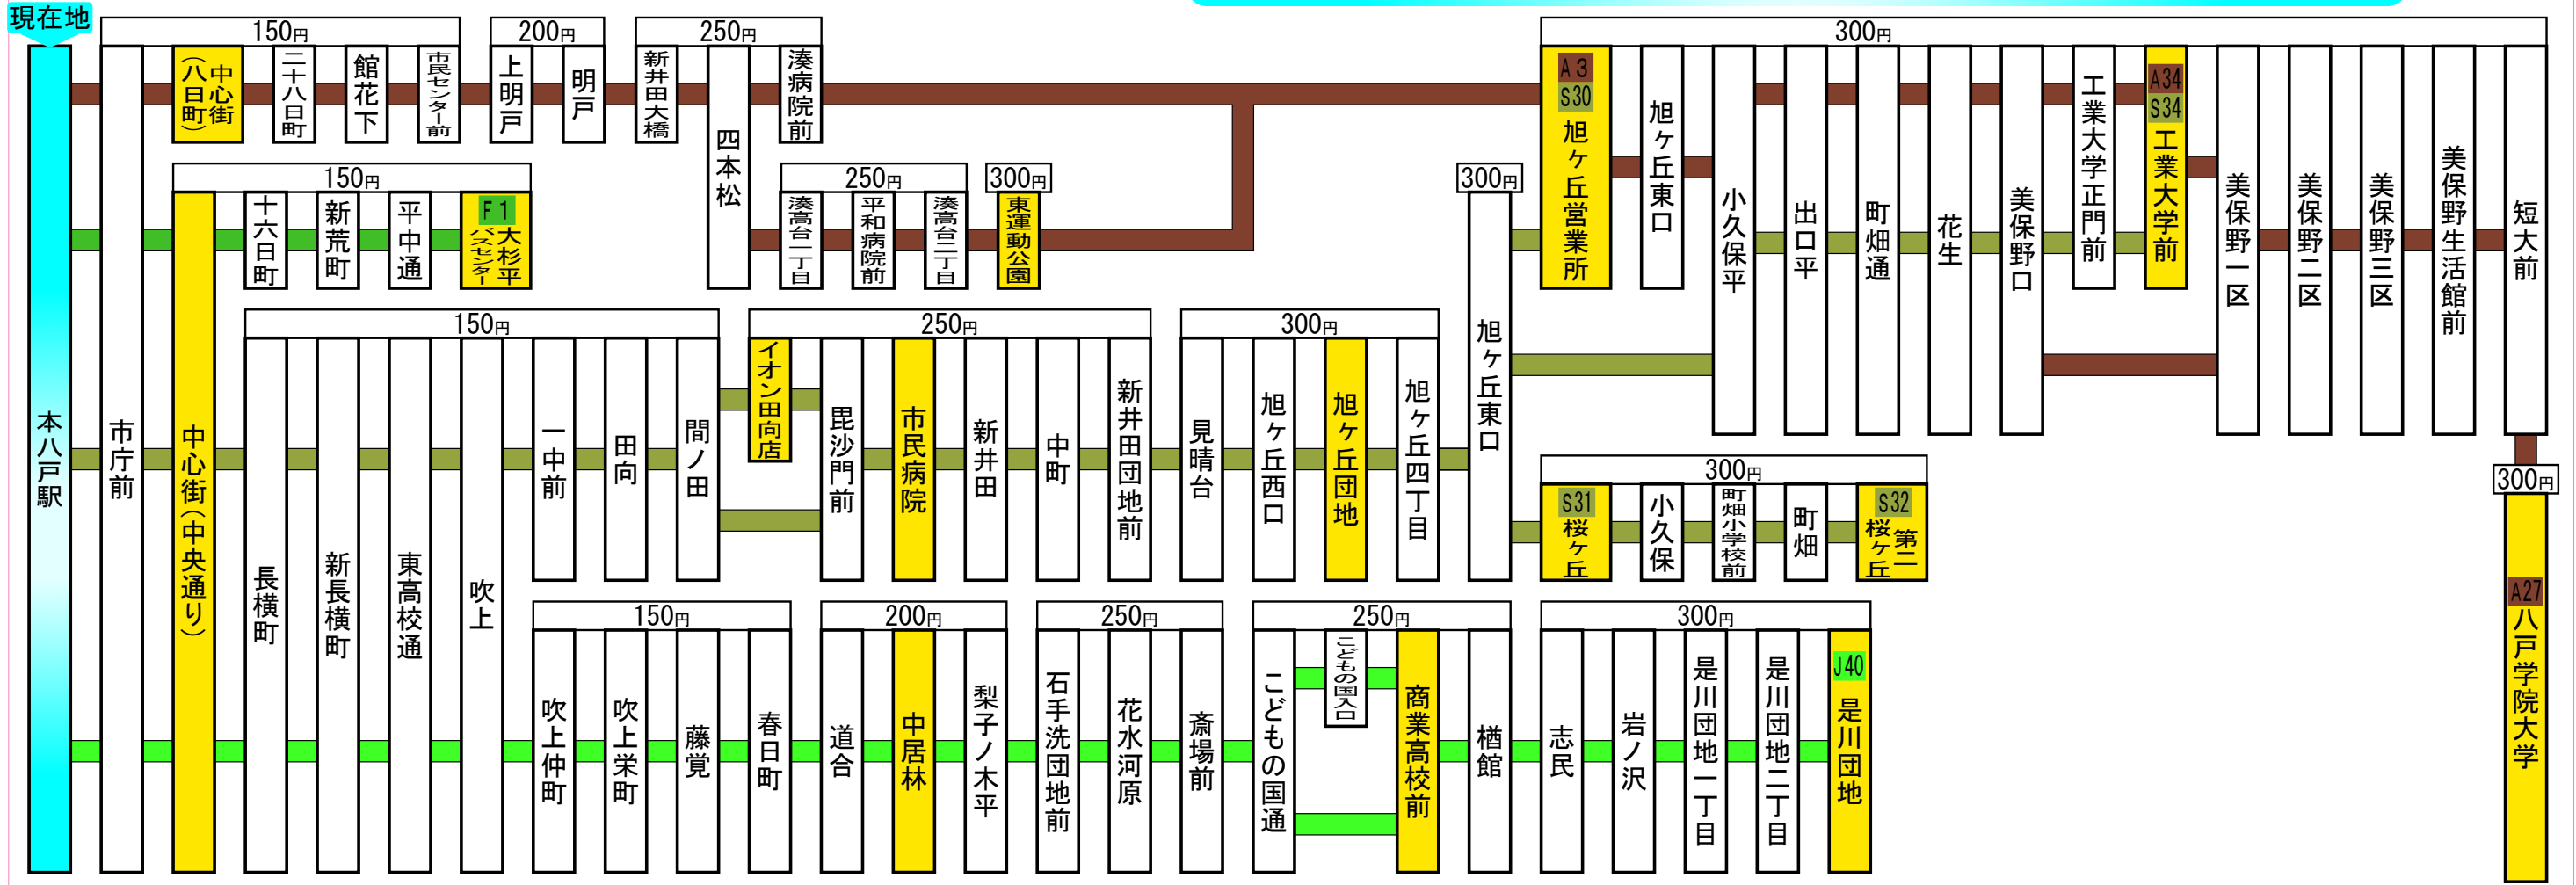 現在地
本八戸駅
市庁前
150円
中心街
(八日町)
二十八日町
館花下
市民センター前
200円
上明戸
明戸
250円
新井田大橋
四本松
湊病院前
300円
A3
S30
旭ヶ丘営業所
旭ヶ丘東口
小久保平
出口平
町畑通
花生
美保野口
工業大学正門前
A34
S34
工業大学前
美保野一区
美保野二区
美保野三区
美保野生活館前
短大前
150円
中心街(中央通り)
十六日町
新荒町
平中通
F1
大杉平
バスセンター
250円
湊高台一丁目
平和病院前
湊高台二丁目
300円
東運動公園
300円
旭ヶ丘東口
150円
長横町
新長横町
東高校通
吹上
一中前
田向
間ノ田
250円
イオン田向店
毘沙門前
市民病院
新井田
中町
新井田団地前
300円
見晴台
旭ヶ丘西口
旭ヶ丘団地
旭ヶ丘四丁目
300円
S31
桜ヶ丘
小久保
町畑小学校前
町畑
S32
第二
桜ヶ丘
300円
A27
八戸学院大学
150円
吹上仲町
吹上栄町
藤覚
春日町
200円
道合
中居林
梨子ノ木平
250円
石手洗団地前
花水河原
斎場前
250円
こどもの国通
こどもの国入口
商業高校前
楢館
300円
志民
岩ノ沢
是川団地一丁目
是川団地二丁目
J40
是川団地